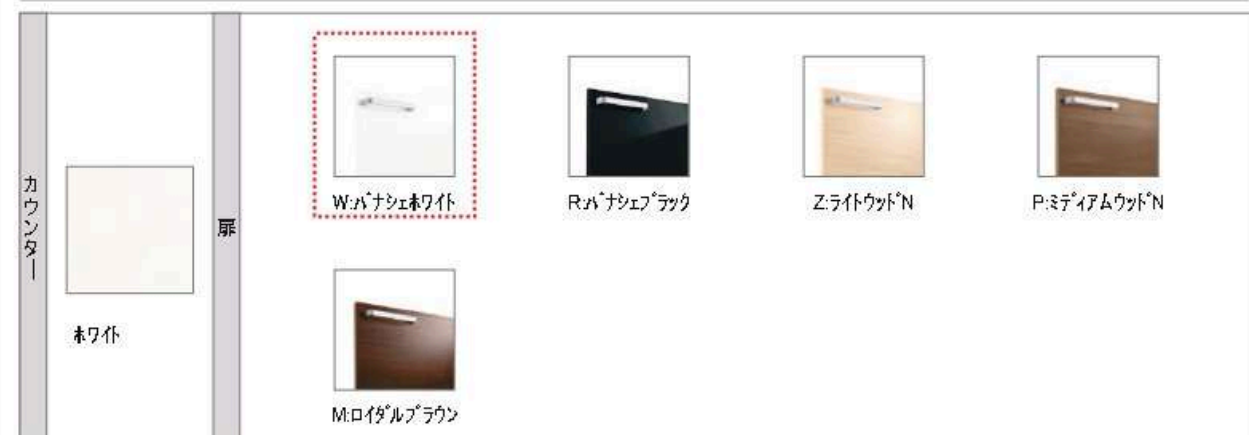 カウンター
ホワイト
扉
W:パナシェホワイト
R:パナシェブラック
Z:ライトウッドN
P:ミディアムウッドN
M:ロイダルブラウン